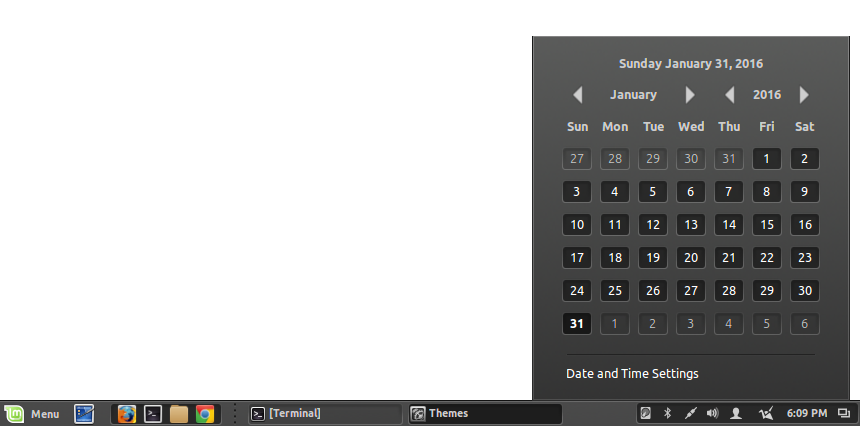 Sunday January 31, 2016
January 2016
Sun Mon Tue Wed Thu Fri Sat
27 28 29 30 31 1 2
3 4 5 6 7 8 9
10 11 12 13 14 15 16
17 18 19 20 21 22 23
24 25 26 27 28 29 30
31 1 2 3 4 5 6
Date and Time Settings
Menu [Terminal] Themes 6:09 PM